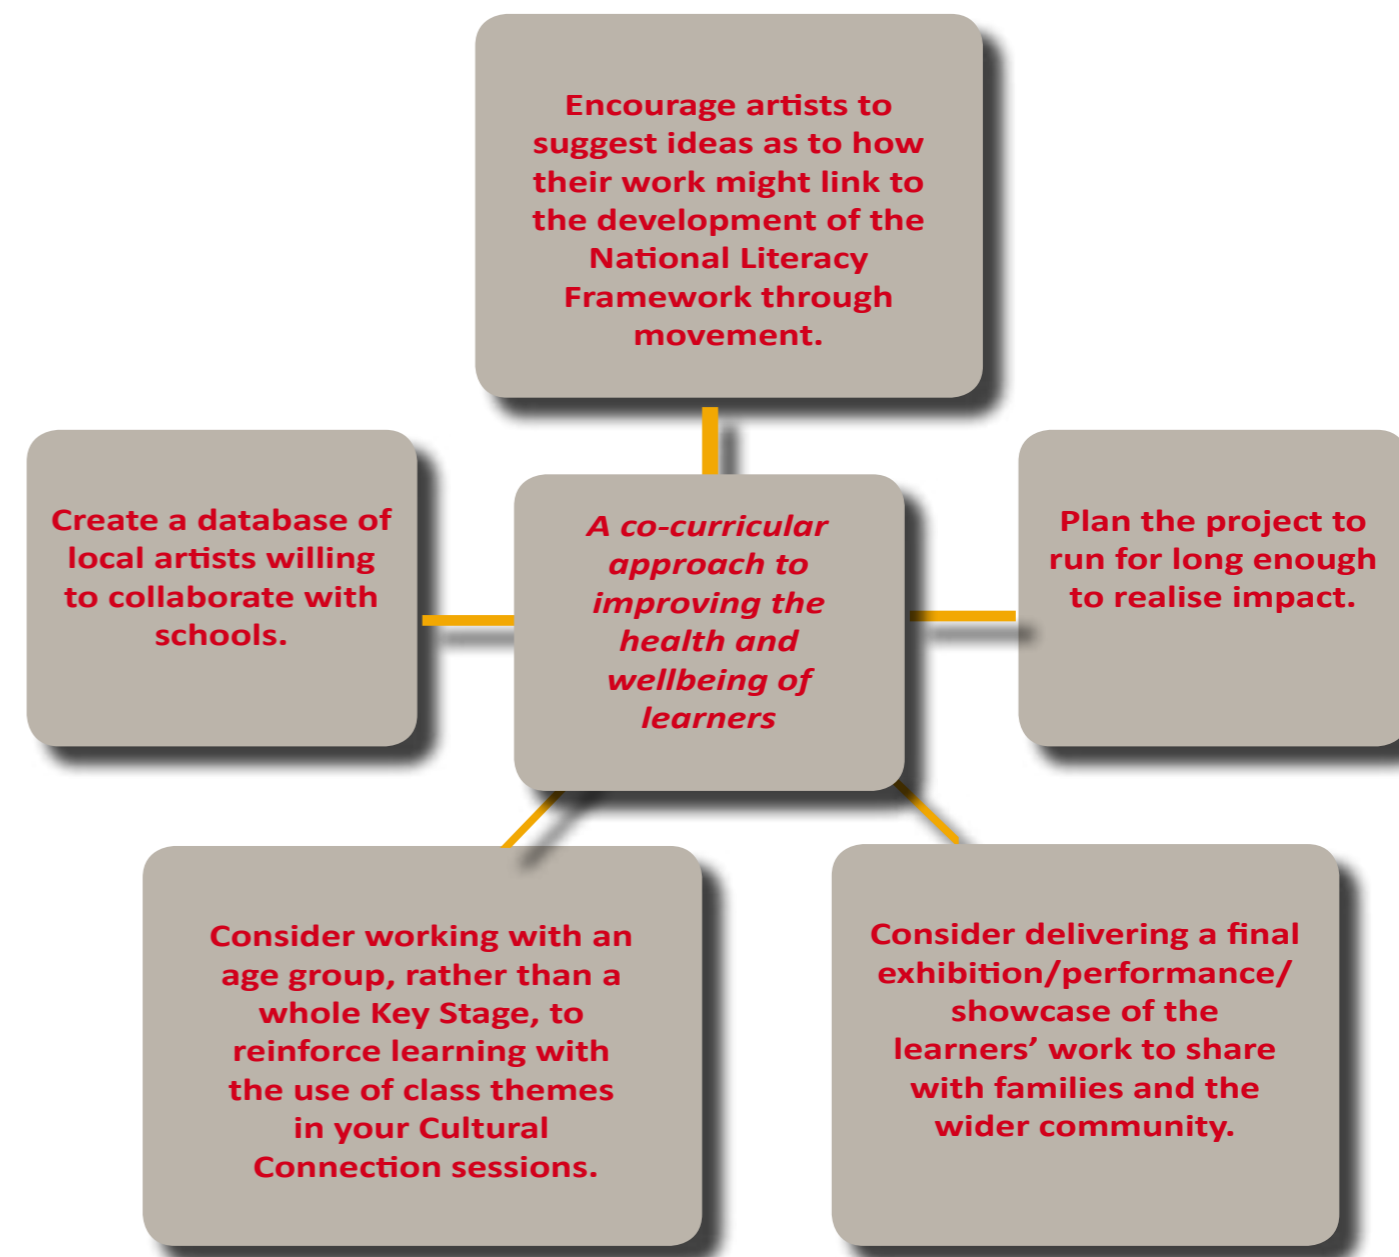 Encourage artists to
suggest ideas as to how
their work might link to
the development of the
National Literacy
Framework through
movement.
Create a database of
local artists willing
to collaborate with
schools.
A co-curricular
approach to
improving the
health and
wellbeing of
learners
Plan the project to
run for long enough
to realise impact.
Consider working with an
age group, rather than a
whole Key Stage, to
reinforce learning with
the use of class themes
in your Cultural
Connection sessions.
Consider delivering a final
exhibition/performance/
showcase of the
learners’ work to share
with families and the
wider community.